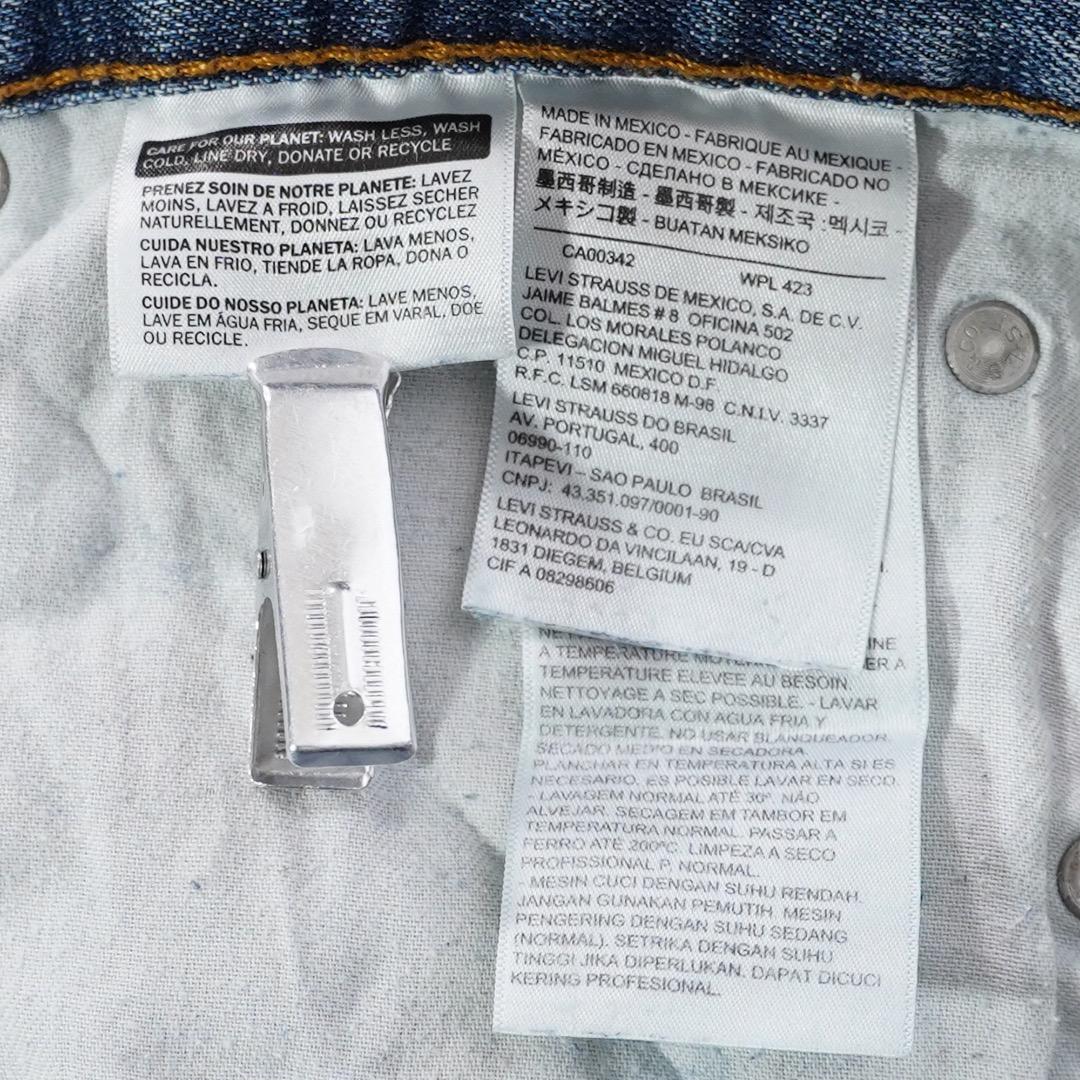 CARE FOR OUR PLANET: WASH LESS, WASH
COLD, LINE DRY, DONATE OR RECYCLE
PRENEZ SOIN DE NOTRE PLANETE: LAVEZ
MOINS, LAVEZ A FROID, LAISSEZ SECHER
NATURELLEMENT, DONNEZ OU RECYCLEZ
CUIDA NUESTRO PLANETA: LAVA MENOS,
LAVA EN FRIO, TIENDE LA ROPA, DONA O
RECICLA.
CUIDE DO NOSSO PLANETA: LAVE MENOS,
LAVE EM ÁGUA FRIA, SEQUE EM VARAL, DOE
OU RECICLE.
MADE IN MEXICO - FABRIQUE AU MEXIQUE -
FABRICADO EN MEXICO - FABRICADO NO
MÉXICO - СДЕЛАНО В МЕКСИКЕ -
墨西哥制造 - 墨西哥製 - 제조국 :멕시코 -
メキシコ製 - BUATAN MEKSIKO
CA00342 WPL 423
LEVI STRAUSS DE MEXICO, S.A. DE C.V.
JAIME BALMES # 8 OFICINA 502
COL. LOS MORALES POLANCO
DELEGACION MIGUEL HIDALGO
C.P. 11510 MEXICO D.F.
R.F.C. LSM 660818 M-98 C.N.I.V. 3337
LEVI STRAUSS DO BRASIL
AV. PORTUGAL, 400
06990-110
ITAPEVI – SAO PAULO BRASIL
CNPJ: 43.351.097/0001-90
LEVI STRAUSS & CO. EU SCA/CVA
LEONARDO DA VINCILAAN, 19 - D
1831 DIEGEM, BELGIUM
CIF A 08298606
A TEMPERATURE
TEMPERATURE ELEVEE AU BESOIN.
NETTOYAGE A SEC POSSIBLE. - LAVAR
EN LAVADORA CON AGUA FRIA Y
DETERGENTE. NO USAR BLANQUEADOR.
SECADO MEDIO EN SECADORA.
PLANCHAR EN TEMPERATURA ALTA SI ES
NECESARIO. ES POSIBLE LAVAR EN SECO.
- LAVAGEM NORMAL ATÉ 30º. NÃO
ALVEJAR. SECAGEM EM TAMBOR EM
TEMPERATURA NORMAL. PASSAR A
FERRO ATÉ 200ºC. LIMPEZA A SECO
PROFISSIONAL P, NORMAL.
- MESIN CUCI DENGAN SUHU RENDAH.
JANGAN GUNAKAN PEMUTIH. MESIN
PENGERING DENGAN SUHU SEDANG
(NORMAL). SETRIKA DENGAN SUHU
TINGGI JIKA DIPERLUKAN. DAPAT DICUCI
KERING PROFESIONAL.